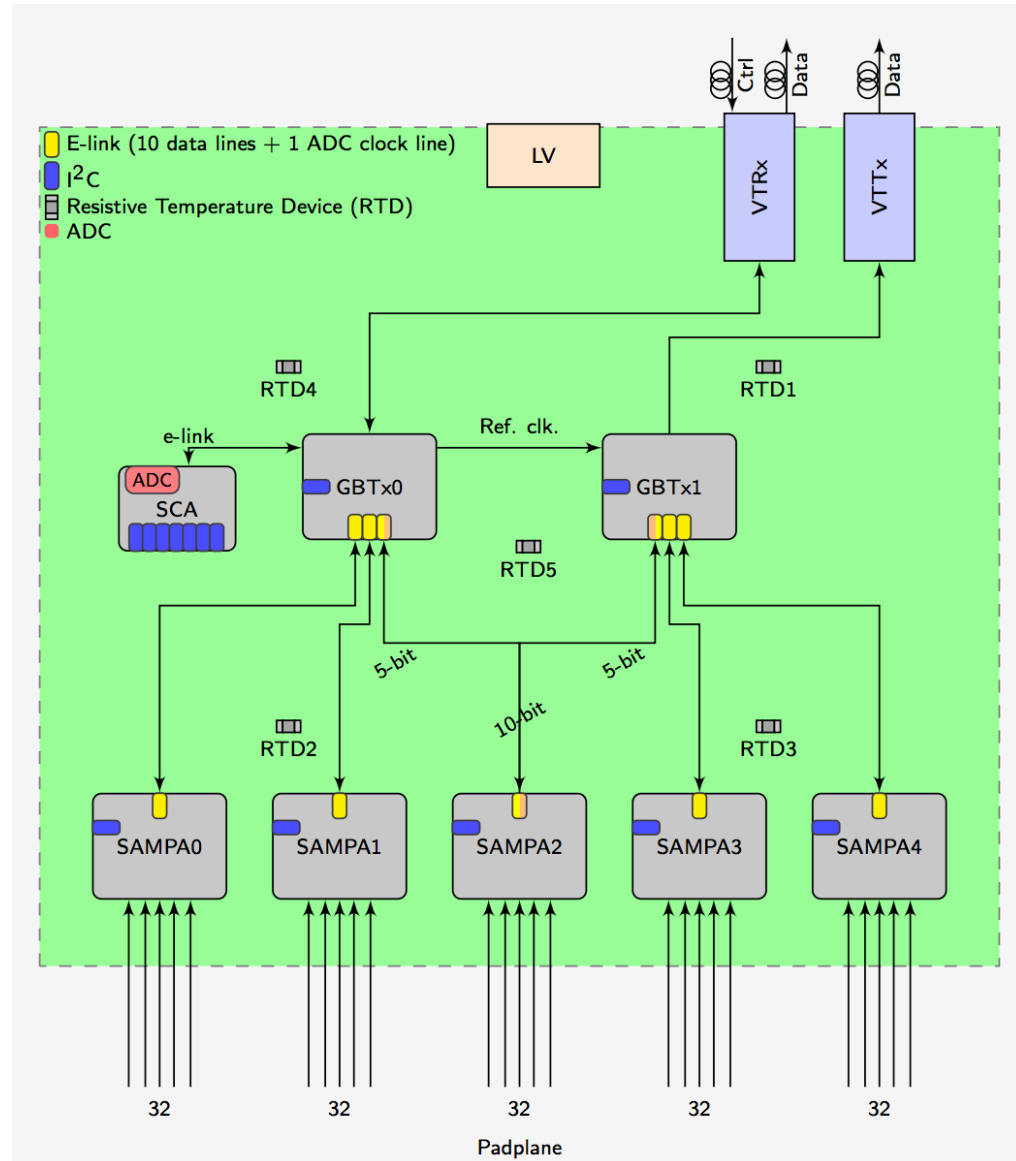 Ctrl
Data
Data
E-link (10 data lines + 1 ADC clock line)
I²C
Resistive Temperature Device (RTD)
ADC
LV
VTRx
VTTx
RTD4
RTD1
e-link
Ref. clk.
ADC
SCA
GBTx0
GBTx1
RTD5
5-bit
5-bit
10-bit
RTD2
RTD3
SAMPA0
SAMPA1
SAMPA2
SAMPA3
SAMPA4
32
32
32
32
32
Padplane